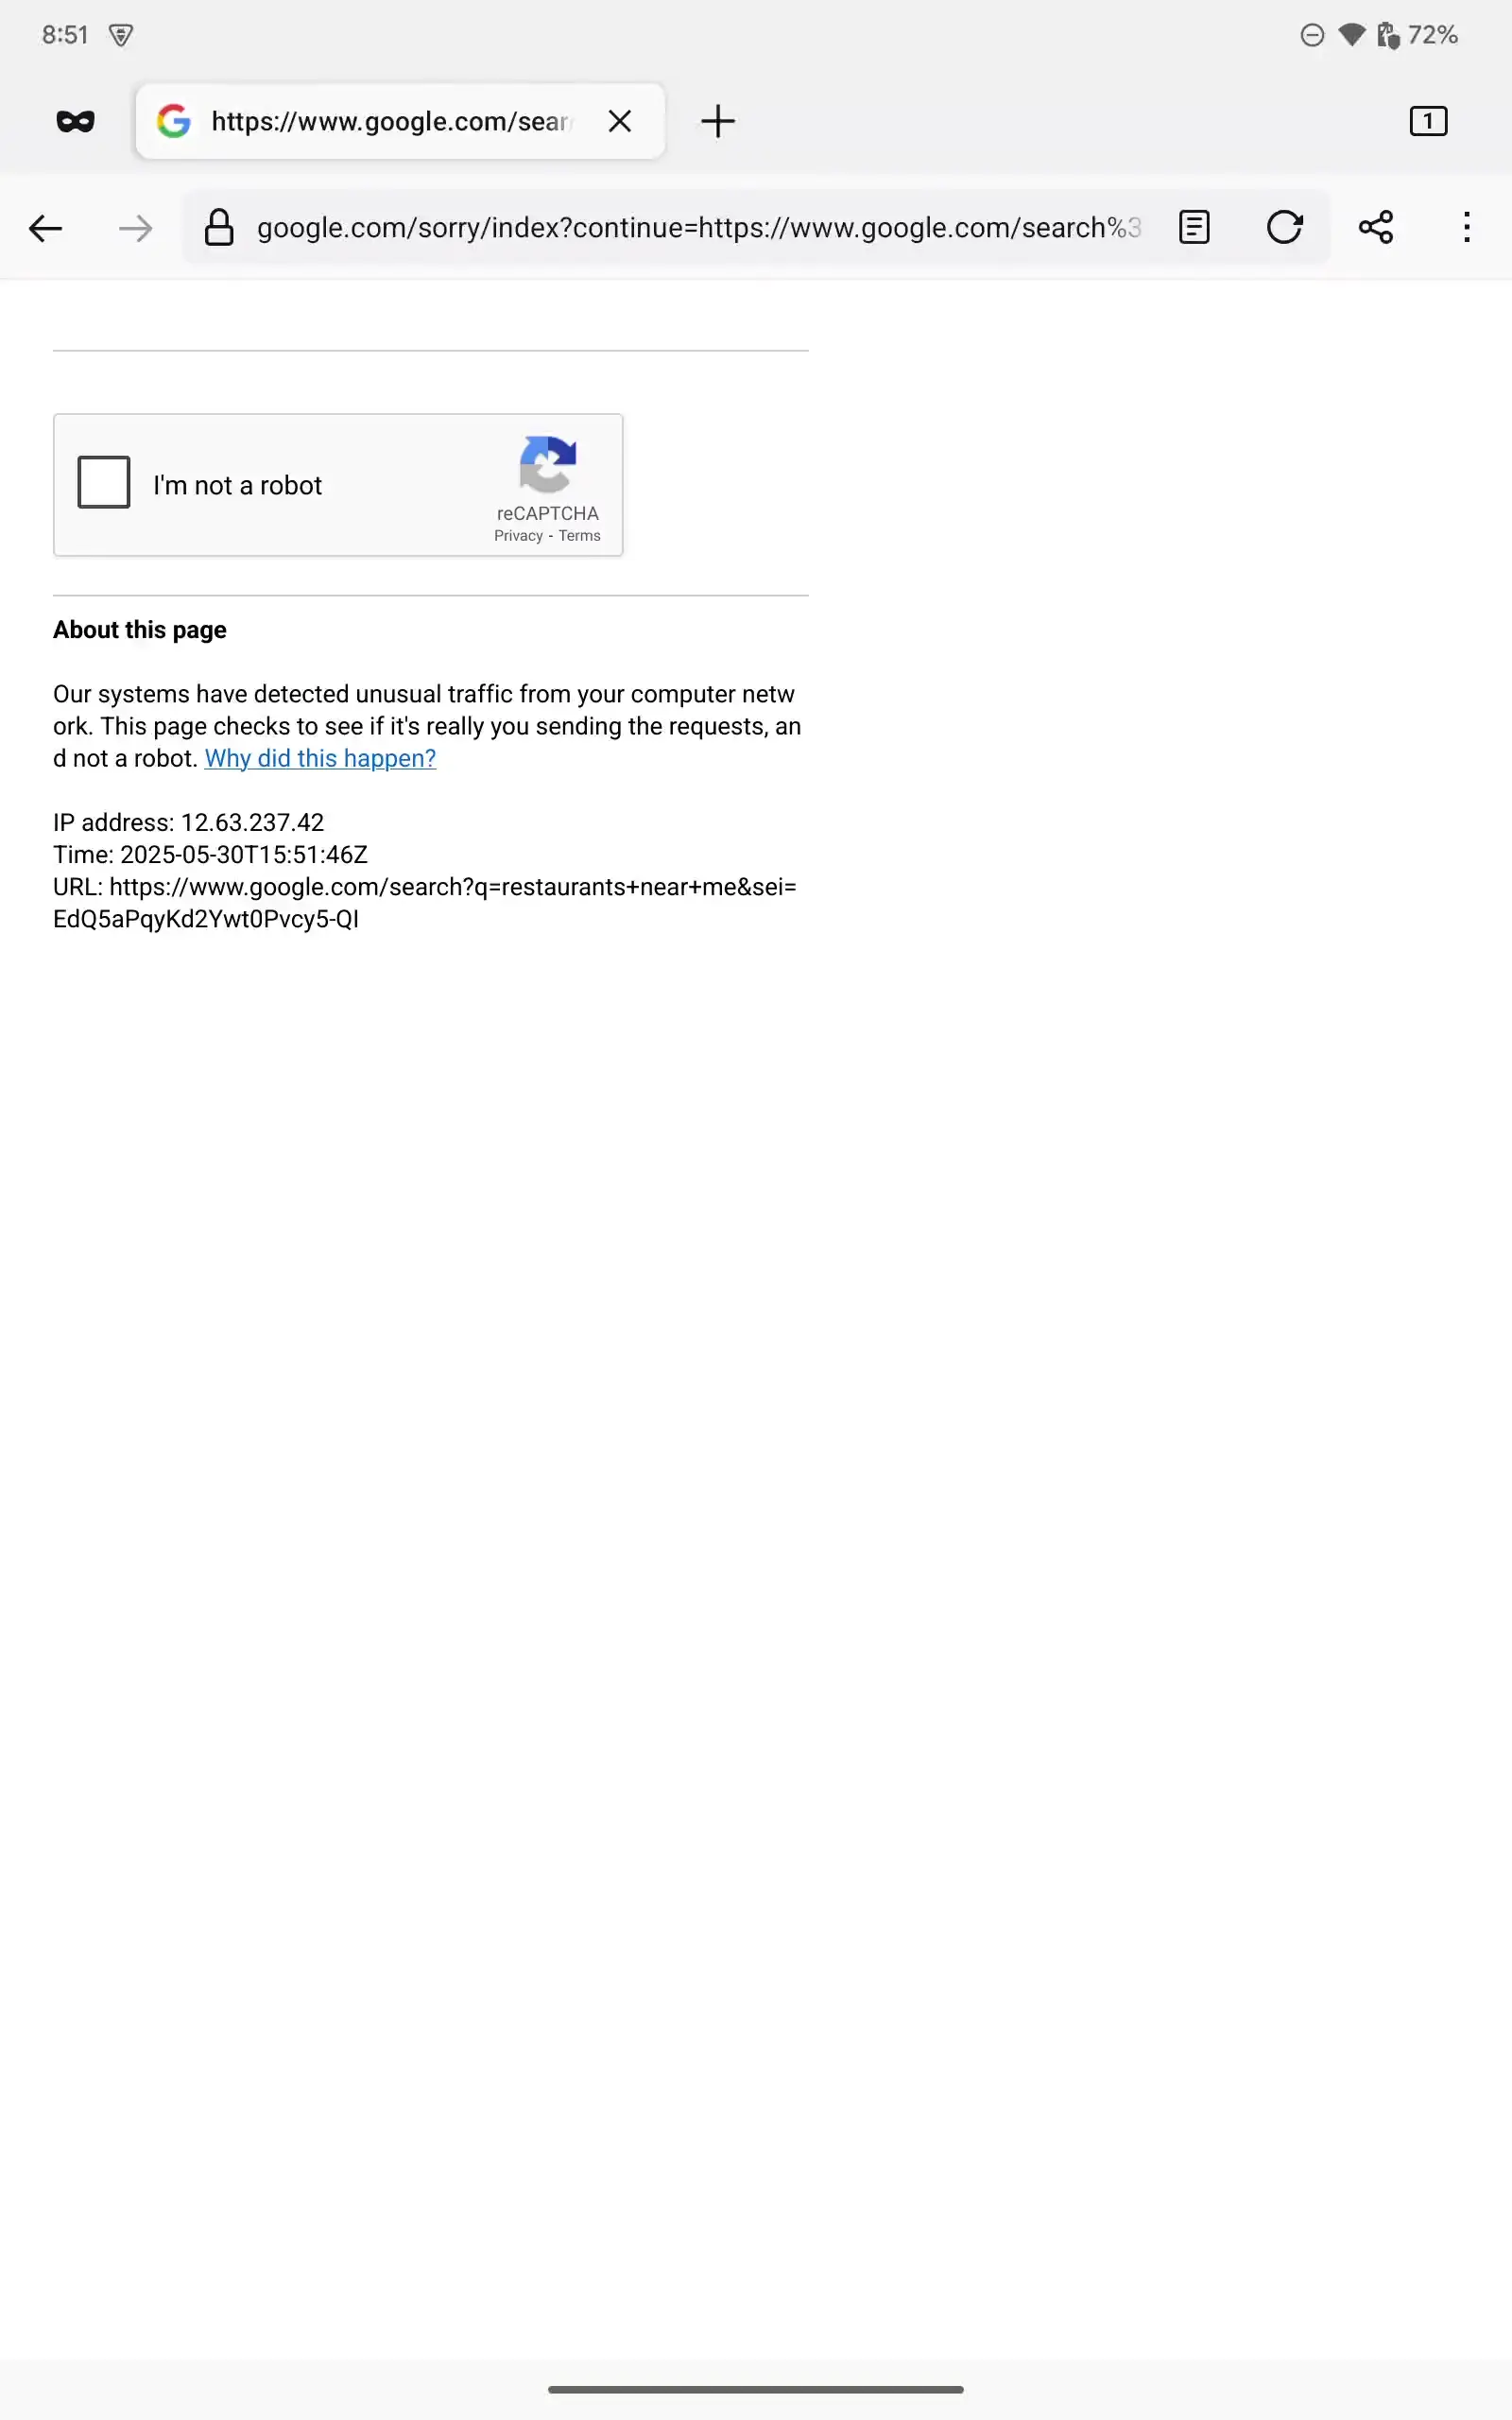 8:51
72%
https://www.google.com/sear
1
google.com/sorry/index?continue=https://www.google.com/search%3
I'm not a robot
reCAPTCHA
Privacy - Terms
About this page
Our systems have detected unusual traffic from your computer netw
ork. This page checks to see if it's really you sending the requests, an
d not a robot. Why did this happen?
IP address: 12.63.237.42
Time: 2025-05-30T15:51:46Z
URL: https://www.google.com/search?q=restaurants+near+me&sei=
EdQ5aPqyKd2Ywt0Pvcy5-QI